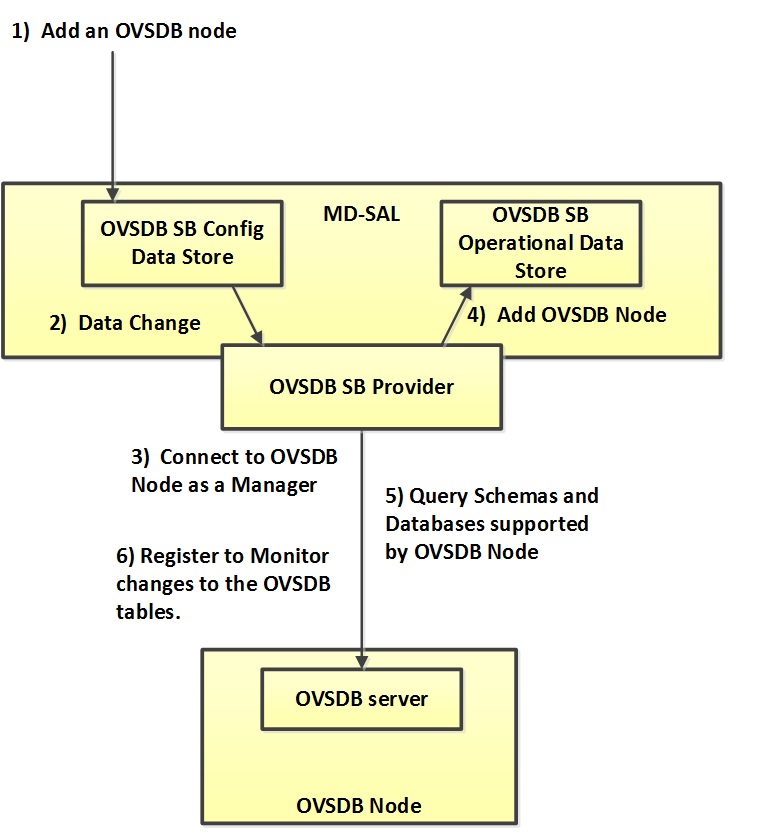 1)  Add an OVSDB node
MD-SAL
OVSDB SB Config
Data Store
OVSDB SB
Operational Data
Store
2)  Data Change
4)  Add OVSDB Node
OVSDB SB Provider
3)  Connect to OVSDB
Node as a Manager
5) Query Schemas and
Databases supported
by OVSDB Node
6) Register to Monitor
changes to the OVSDB
tables.
OVSDB server
OVSDB Node